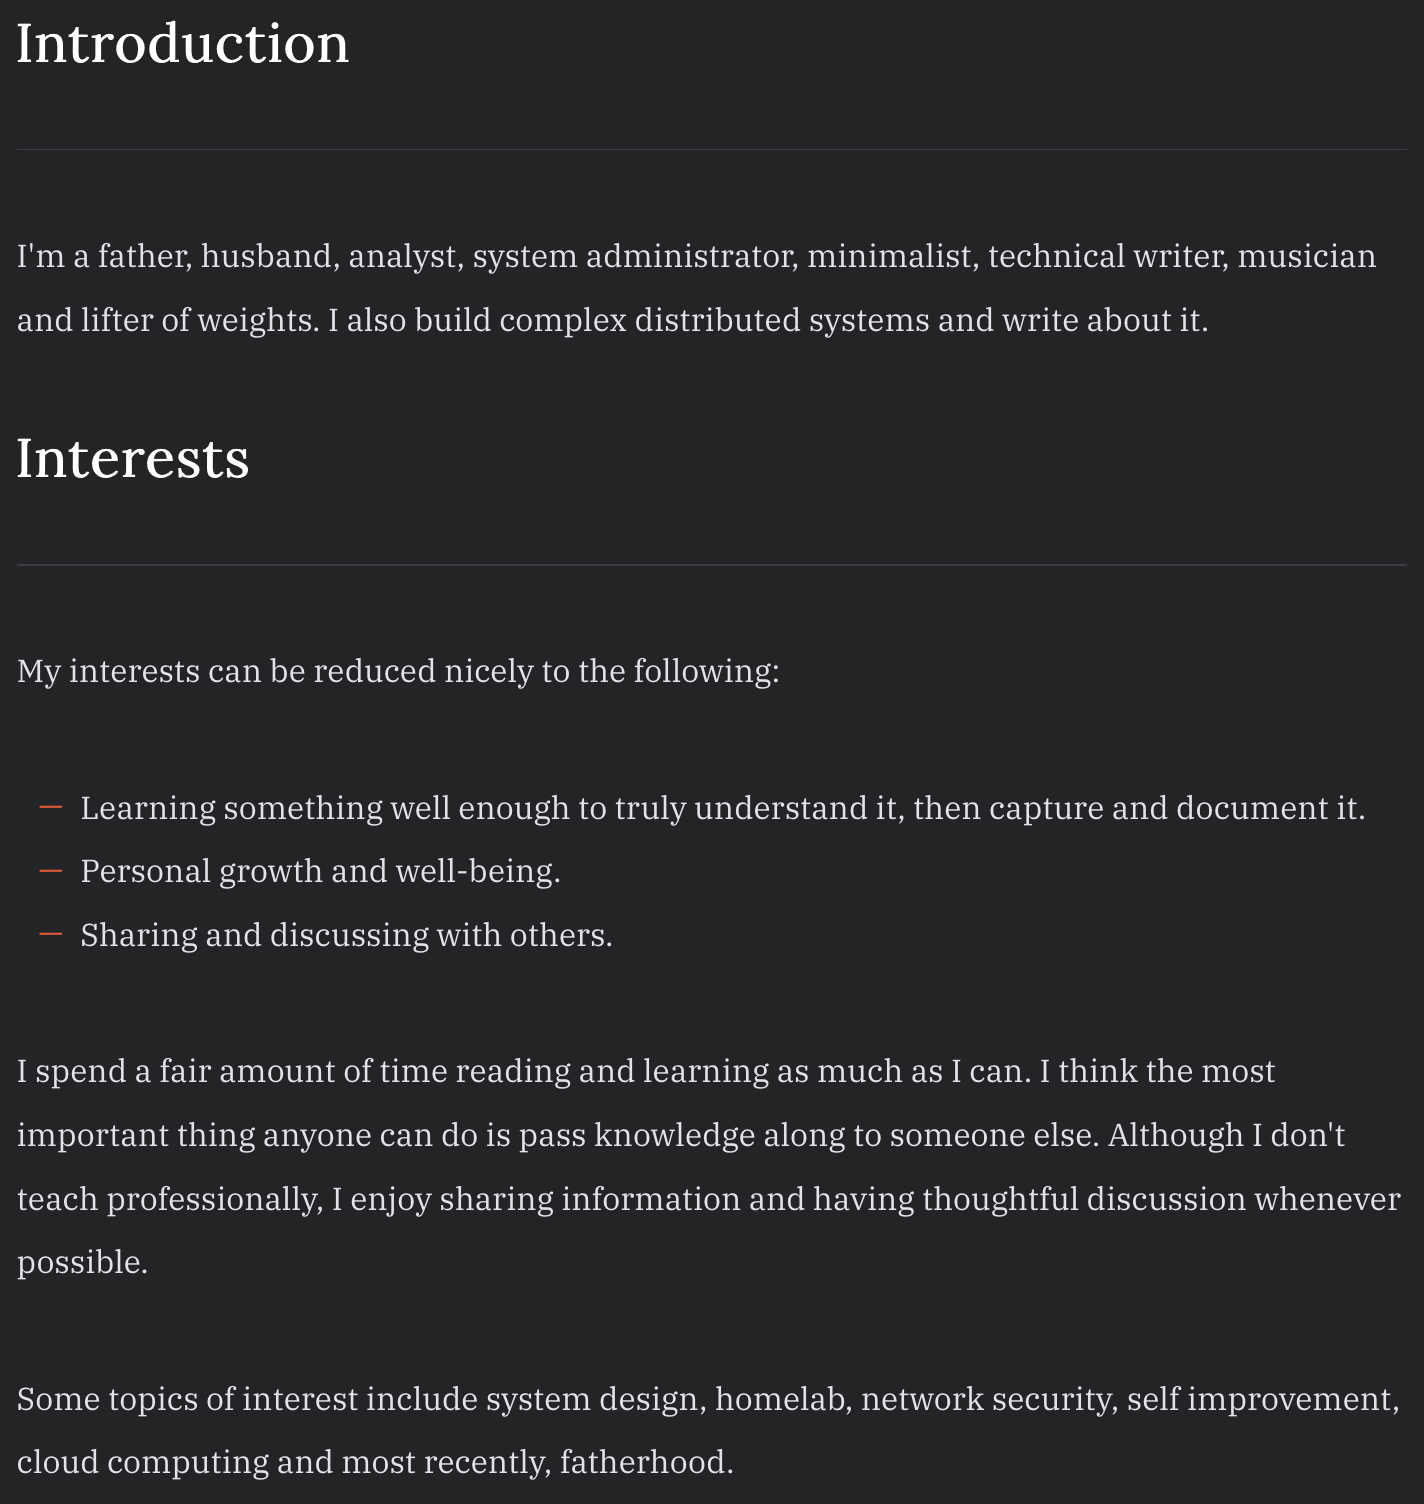 Introduction
I'm a father, husband, analyst, system administrator, minimalist, technical writer, musician
and lifter of weights. I also build complex distributed systems and write about it.
Interests
My interests can be reduced nicely to the following:
— Learning something well enough to truly understand it, then capture and document it.
— Personal growth and well-being.
— Sharing and discussing with others.
I spend a fair amount of time reading and learning as much as I can. I think the most
important thing anyone can do is pass knowledge along to someone else. Although I don't
teach professionally, I enjoy sharing information and having thoughtful discussion whenever
possible.
Some topics of interest include system design, homelab, network security, self improvement,
cloud computing and most recently, fatherhood.